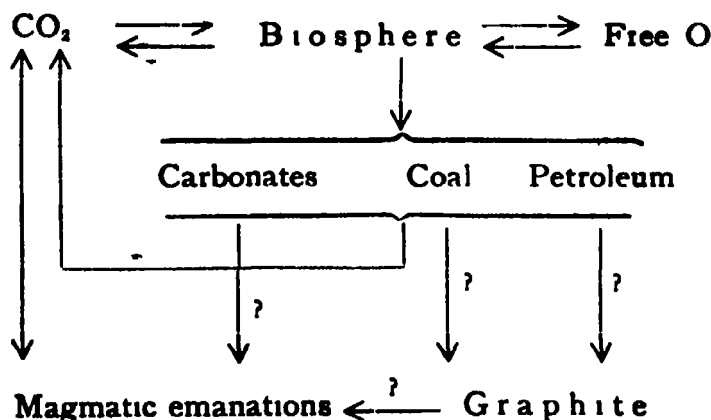 CO₂ Biosphere Free O
Carbonates Coal Petroleum
? ? ?
?
Magmatic emanations Graphite